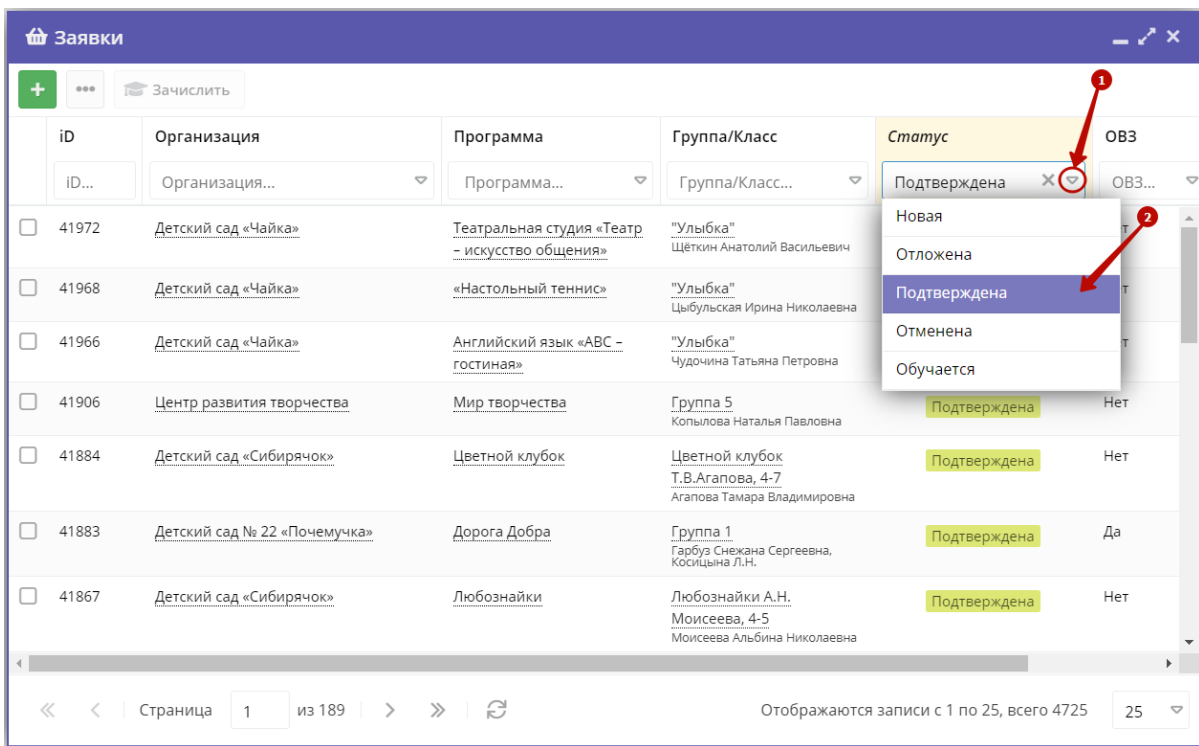 Заявки
Зачислить
1
iD Организация Программа Группа/Класс Статус ОВЗ
iD... Организация... Программа... Группа/Класс... Подтверждена ОВЗ...
Новая
Отложена
Подтверждена
Отменена
Обучается
2
41972 Детский сад «Чайка» Театральная студия «Театр "Улыбка"
– искусство общения» Щёткин Анатолий Васильевич
41968 Детский сад «Чайка» «Настольный теннис» "Улыбка"
Цыбульская Ирина Николаевна
41966 Детский сад «Чайка» Английский язык «ABC – "Улыбка"
гостиная» Чудочина Татьяна Петровна
41906 Центр развития творчества Мир творчества Группа 5 Подтверждена Нет
Копылова Наталья Павловна
41884 Детский сад «Сибирячок» Цветной клубок Цветной клубок Подтверждена Нет
Т.В.Агапова, 4-7
Агапова Тамара Владимировна
41883 Детский сад № 22 «Почемучка» Дорога Добра Группа 1 Подтверждена Да
Гарбуз Снежана Сергеевна,
Косицына Л.Н.
41867 Детский сад «Сибирячок» Любознайки Любознайки А.Н. Подтверждена Нет
Моисеева, 4-5
Моисеева Альбина Николаевна
Страница 1 из 189 Отображаются записи с 1 по 25, всего 4725 25